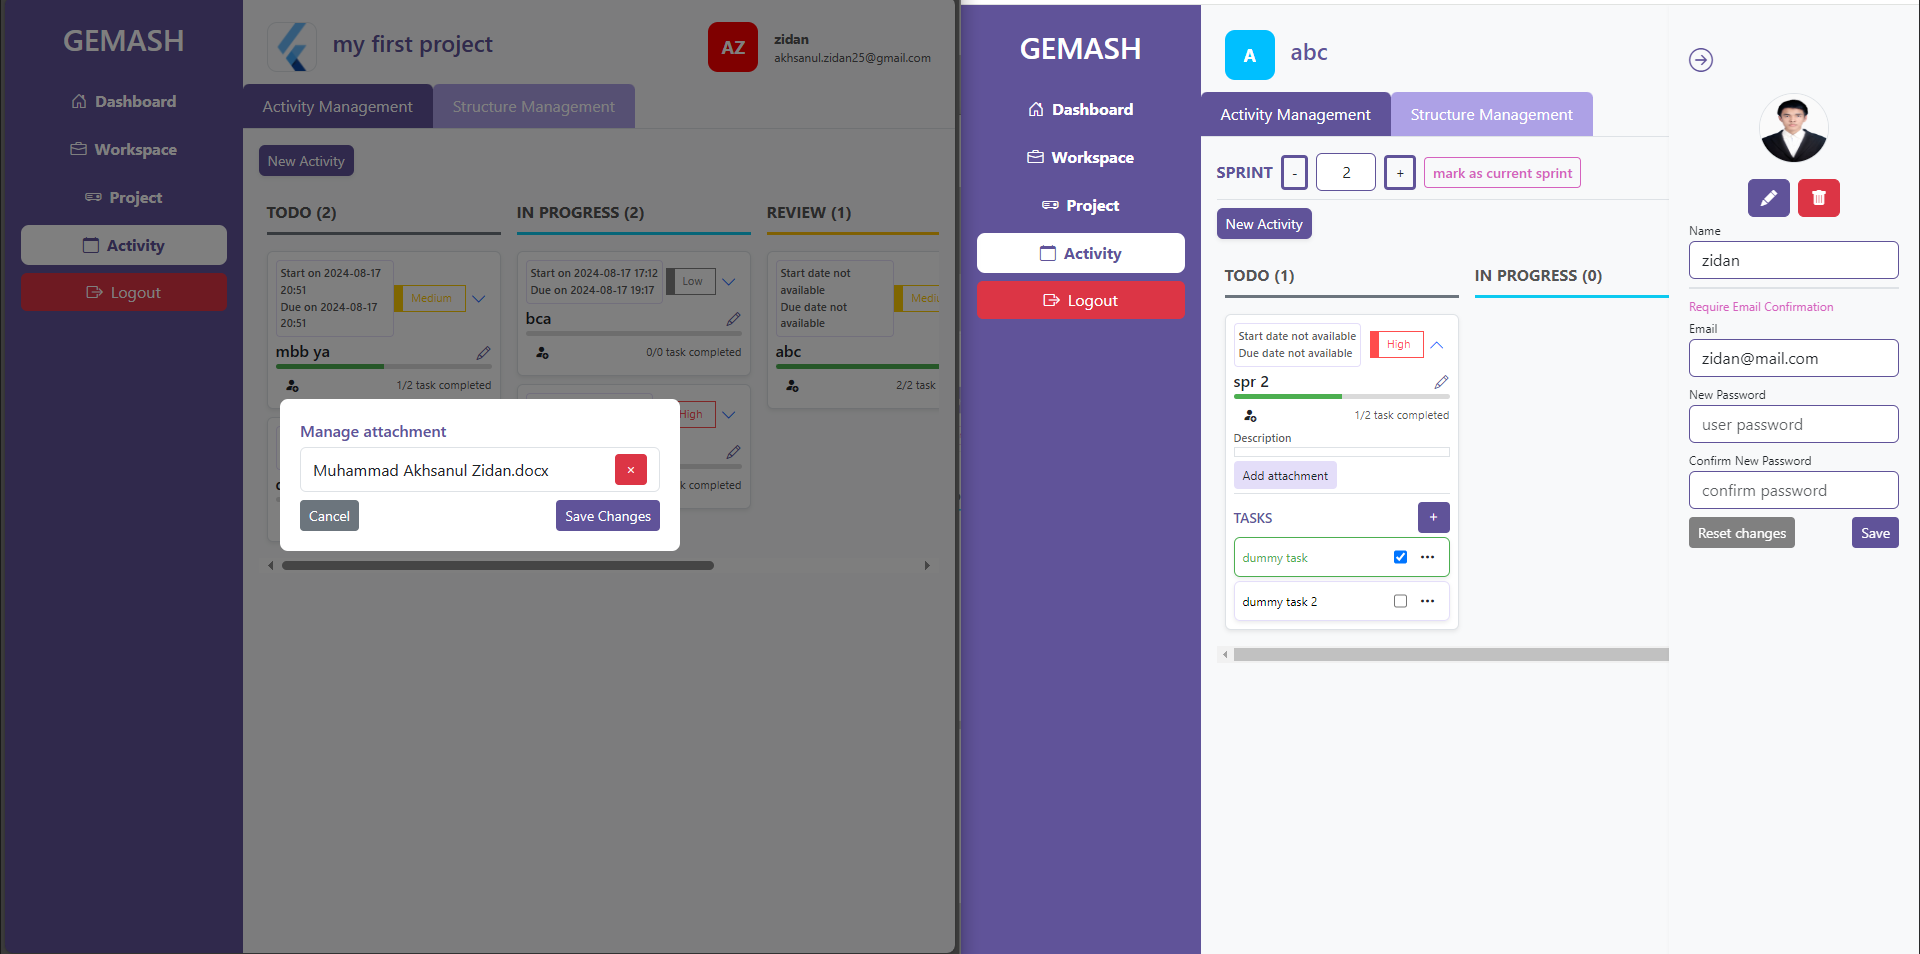 GEMASH
Dashboard
Workspace
Project
Activity
Logout
my first project
AZ
zidan
akhsanul.zidan25@gmail.com
Activity Management
Structure Management
New Activity
TODO (2)
Start on 2024-08-17
20:51
Due on 2024-08-17
20:51
Medium
mbb ya
1/2 task completed
IN PROGRESS (2)
Start on 2024-08-17 17:12
Due on 2024-08-17 19:17
Low
bca
0/0 task completed
High
k completed
REVIEW (1)
Start date not
available
Due date not
available
Mediu
abc
2/2 task
Manage attachment
Muhammad Akhsanul Zidan.docx
×
Cancel
Save Changes
GEMASH
Dashboard
Workspace
Project
Activity
Logout
A
abc
Activity Management
Structure Management
SPRINT
-
2
+
mark as current sprint
New Activity
TODO (1)
Start date not available
Due date not available
High
spr 2
1/2 task completed
Description
Add attachment
TASKS
+
dummy task
dummy task 2
IN PROGRESS (0)
Name
zidan
Require Email Confirmation
Email
zidan@mail.com
New Password
user password
Confirm New Password
confirm password
Reset changes
Save